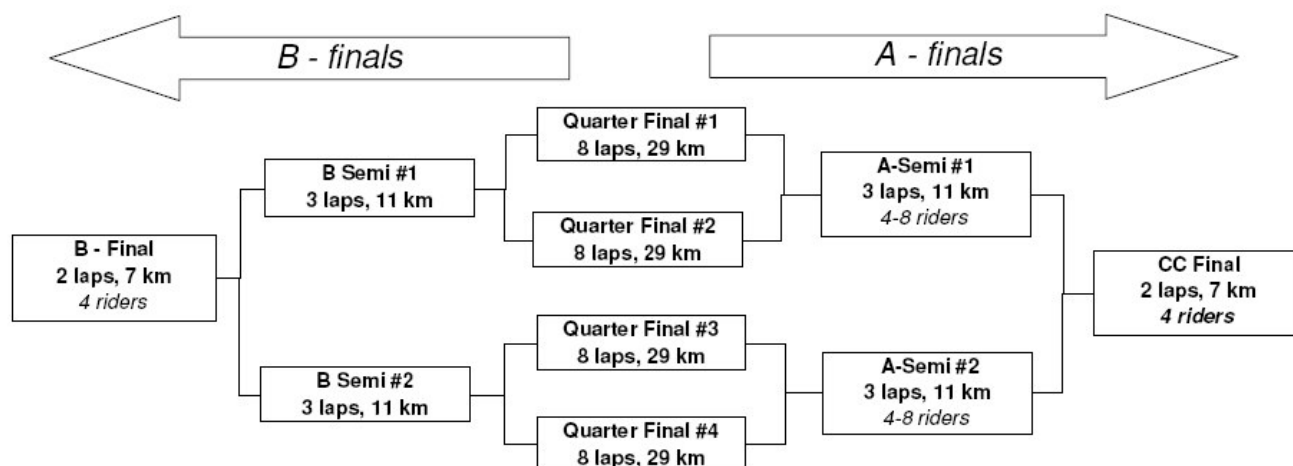 B - finals
A - finals
Quarter Final #1
8 laps, 29 km
B Semi #1
3 laps, 11 km
A-Semi #1
3 laps, 11 km
4-8 riders
Quarter Final #2
8 laps, 29 km
B - Final
2 laps, 7 km
4 riders
CC Final
2 laps, 7 km
4 riders
Quarter Final #3
8 laps, 29 km
B Semi #2
3 laps, 11 km
A-Semi #2
3 laps, 11 km
4-8 riders
Quarter Final #4
8 laps, 29 km